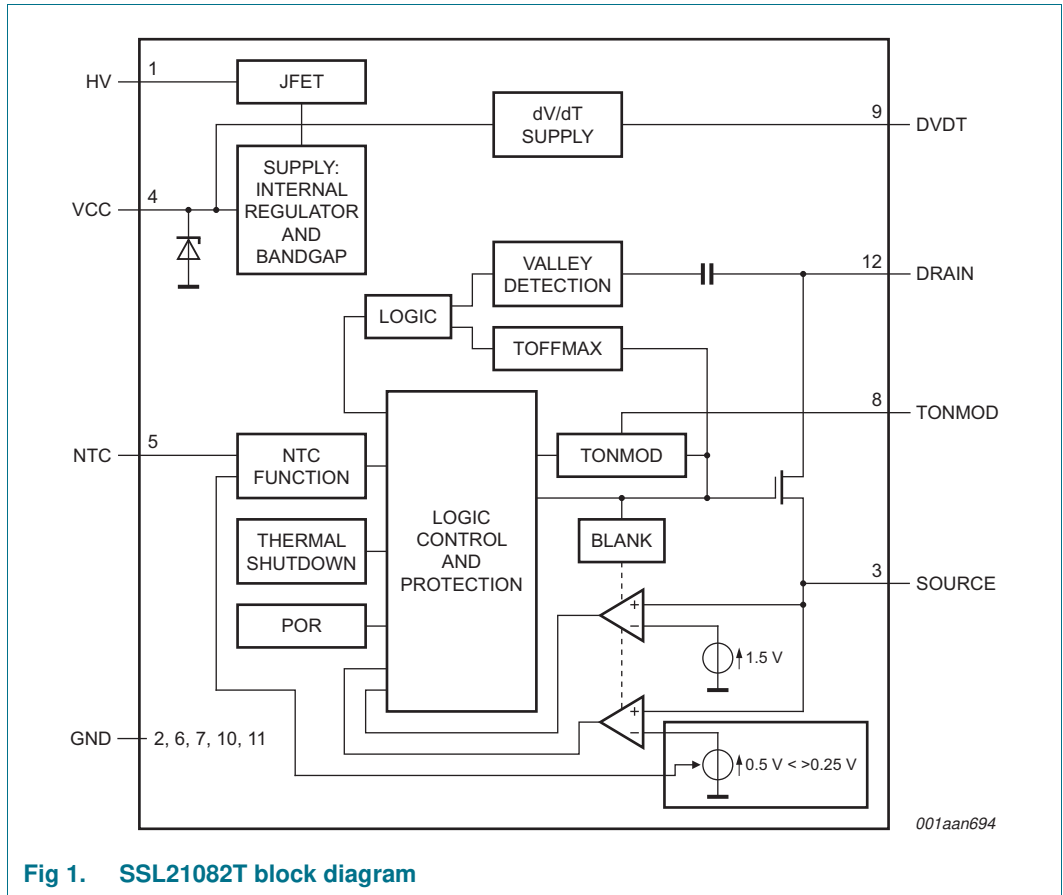 HV
1
JFET
dV/dT
SUPPLY
9
DVDT
SUPPLY:
INTERNAL
REGULATOR
AND
BANDGAP
VCC
4
VALLEY
DETECTION
12
DRAIN
LOGIC
TOFFMAX
8
TONMOD
NTC
5
NTC
FUNCTION
TONMOD
LOGIC
CONTROL
AND
PROTECTION
THERMAL
SHUTDOWN
BLANK
3
SOURCE
POR
+
−
1.5 V
+
−
GND
2, 6, 7, 10, 11
0.5 V < >0.25 V
001aan694
Fig 1. SSL21082T block diagram